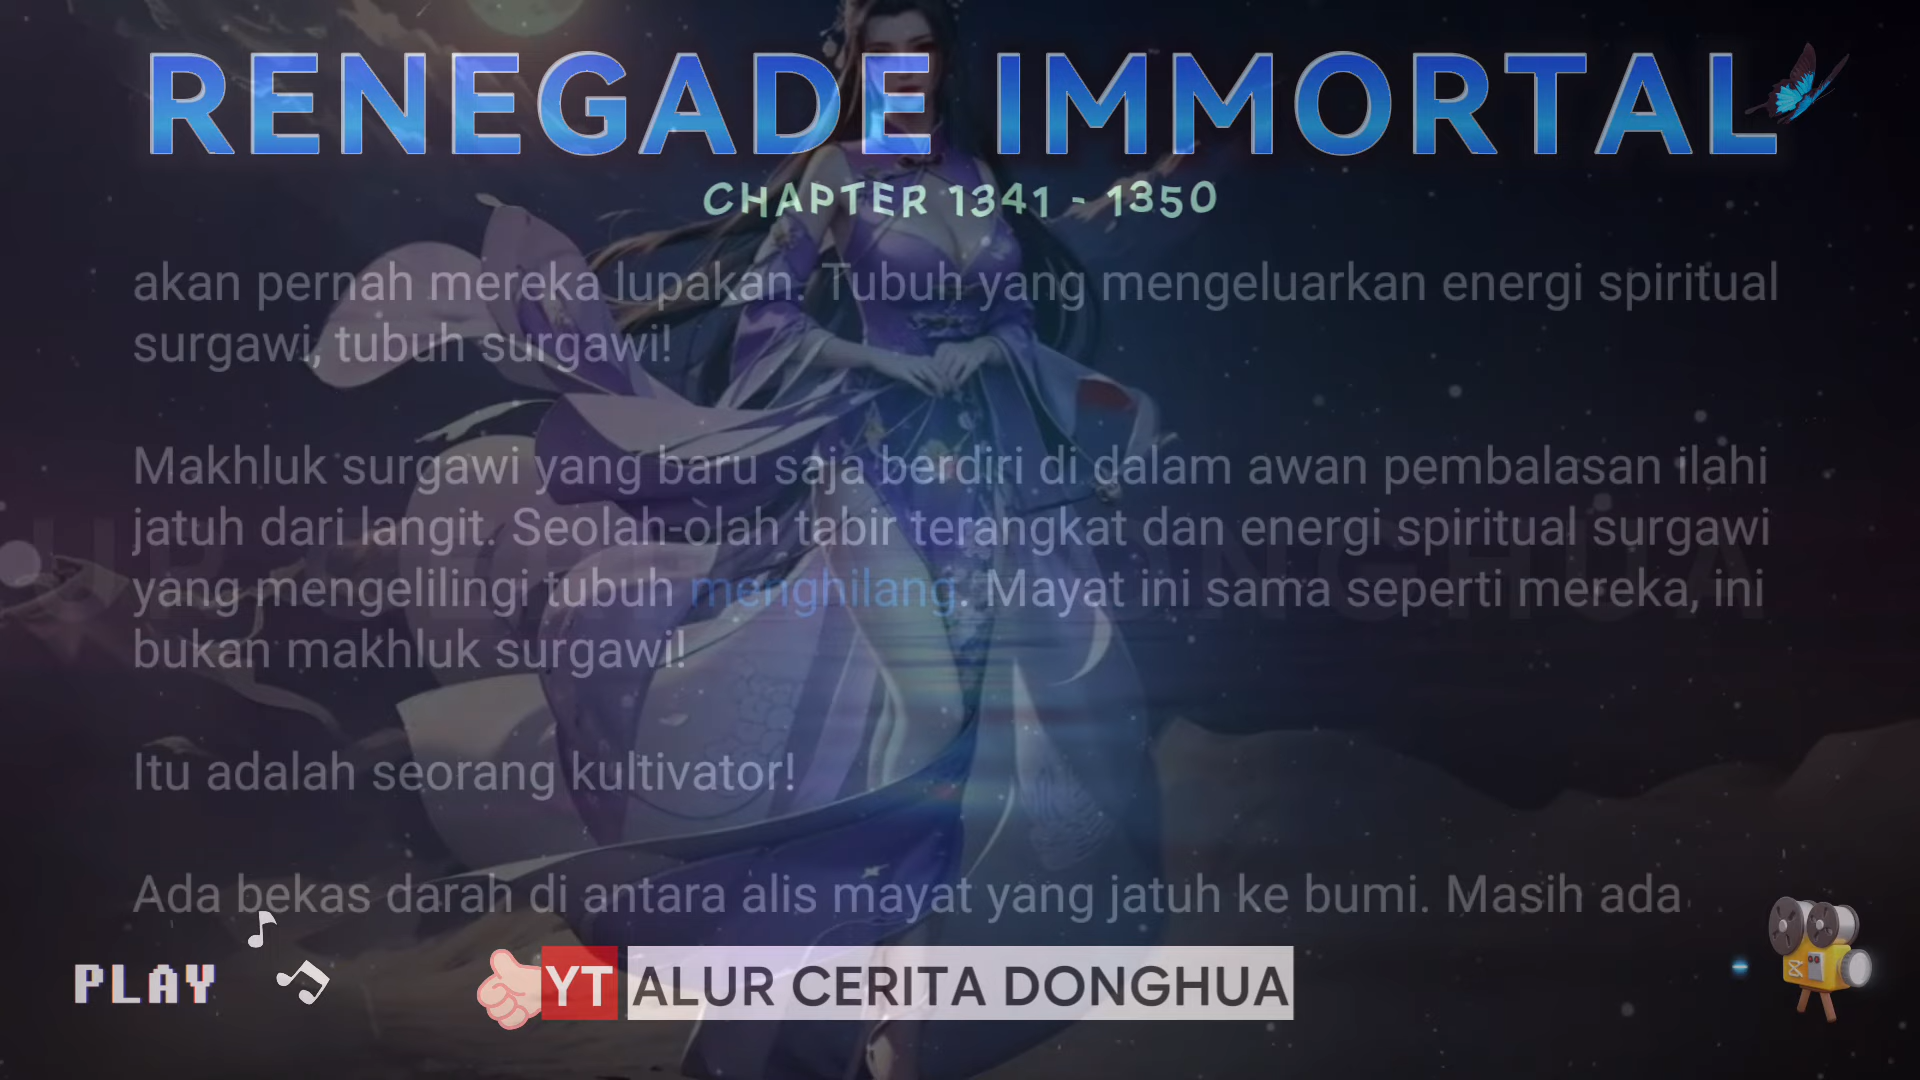 RENEGADE IMMORTAL
CHAPTER 1341 - 1350
akan pernah mereka lupakan. Tubuh yang mengeluarkan energi spiritual
surgawi, tubuh surgawi!
Makhluk surgawi yang baru saja berdiri di dalam awan pembalasan ilahi
jatuh dari langit. Seolah-olah tabir terangkat dan energi spiritual surgawi
yang mengelilingi tubuh menghilang. Mayat ini sama seperti mereka, ini
bukan makhluk surgawi!
Itu adalah seorang kultivator!
Ada bekas darah di antara alis mayat yang jatuh ke bumi. Masih ada
PLAY
YT ALUR CERITA DONGHUA